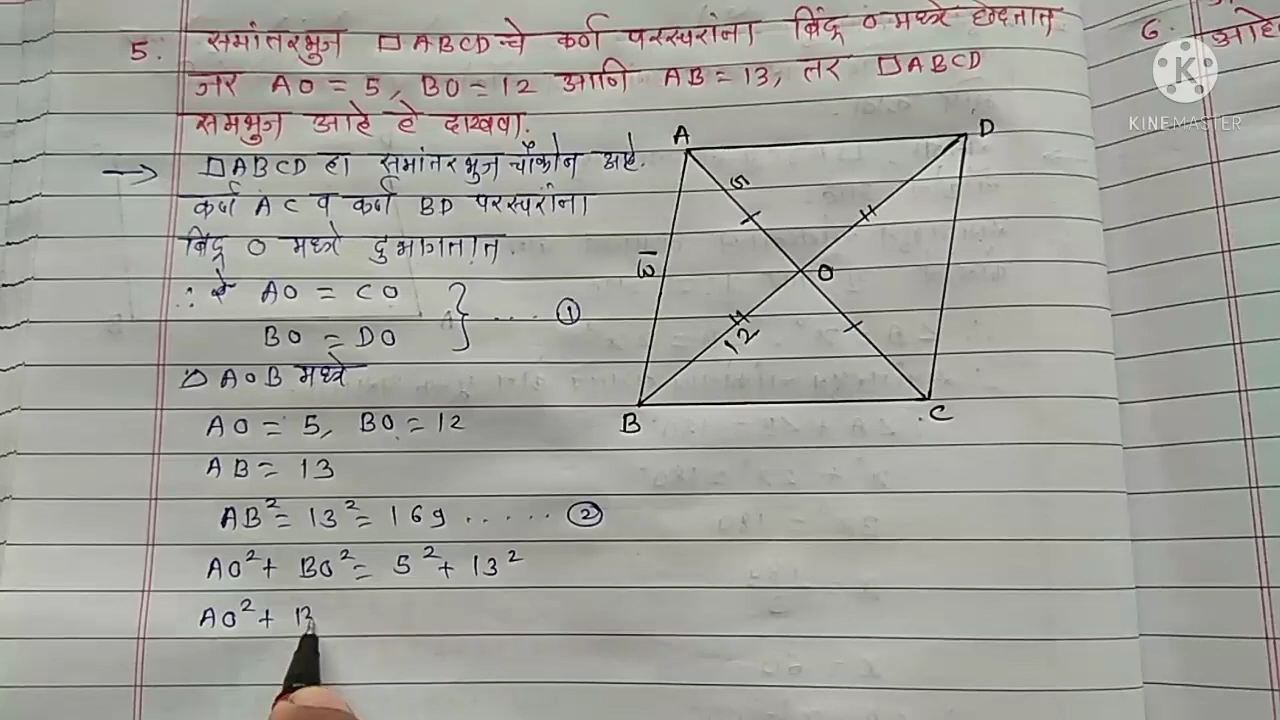 5. समांतरभुज □ABCD चे कर्ण परस्परांना बिंदू O मध्ये छेदतात
जर AO = 5, BO = 12 आनि AB = 13, तर □ABCD
समभुज आहे हे दाखवा.
→ □ABCD हा समांतरभुज चौकोन आहे.
कर्ण AC व कर्ण BD परस्परांना
बिंदू O मध्ये दुभागतात.
∴ AO = CO
BO = DO } .... ①
△AOB मध्ये
AO = 5, BO = 12
AB = 13
AB² = 13² = 169 ...... ②
AO² + BO² = 5² + 13²
AO² + 13
A
D
5
13
O
12
B
C
6.
आहे
KINEMASTER